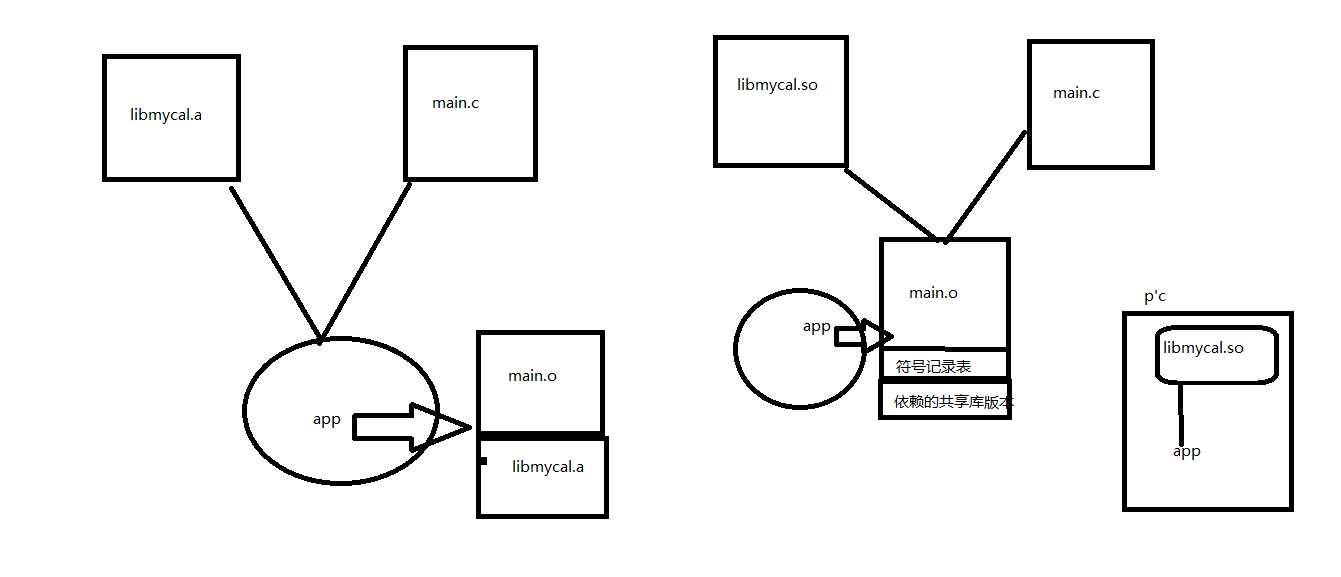 libmycal.a
main.c
app
main.o
libmycal.a
libmycal.so
main.c
main.o
app
符号记录表
依赖的共享库版本
p'c
libmycal.so
app